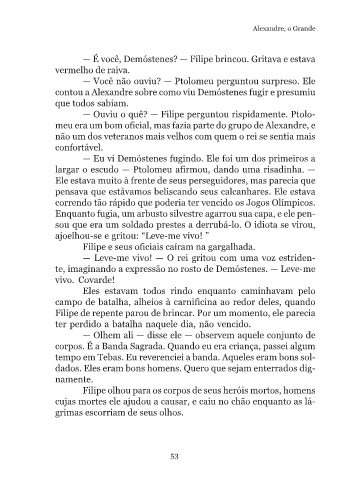 Alexandre, o Grande
— É você, Demóstenes? — Filipe brincou. Gritava e estava
vermelho de raiva.
— Você não ouviu? — Ptolomeu perguntou surpreso. Ele
contou a Alexandre sobre como viu Demóstenes fugir e presumiu
que todos sabiam.
— Ouviu o quê? — Filipe perguntou rispidamente. Ptolo-
meu era um bom oficial, mas fazia parte do grupo de Alexandre, e
não um dos veteranos mais velhos com quem o rei se sentia mais
confortável.
— Eu vi Demóstenes fugindo. Ele foi um dos primeiros a
largar o escudo — Ptolomeu afirmou, dando uma risadinha. —
Ele estava muito à frente de seus perseguidores, mas parecia que
pensava que estávamos beliscando seus calcanhares. Ele estava
correndo tão rápido que poderia ter vencido os Jogos Olímpicos.
Enquanto fugia, um arbusto silvestre agarrou sua capa, e ele pen-
sou que era um soldado prestes a derrubá-lo. O idiota se virou,
ajoelhou-se e gritou: “Leve-me vivo! ”
Filipe e seus oficiais caíram na gargalhada.
— Leve-me vivo! — O rei gritou com uma voz estriden-
te, imaginando a expressão no rosto de Demóstenes. — Leve-me
vivo. Covarde!
Eles estavam todos rindo enquanto caminhavam pelo
campo de batalha, alheios à carnificina ao redor deles, quando
Filipe de repente parou de brincar. Por um momento, ele parecia
ter perdido a batalha naquele dia, não vencido.
— Olhem ali — disse ele — observem aquele conjunto de
corpos. É a Banda Sagrada. Quando eu era criança, passei algum
tempo em Tebas. Eu reverenciei a banda. Aqueles eram bons sol-
dados. Eles eram bons homens. Quero que sejam enterrados dig-
namente.
Filipe olhou para os corpos de seus heróis mortos, homens
cujas mortes ele ajudou a causar, e caiu no chão enquanto as lá-
grimas escorriam de seus olhos.
53